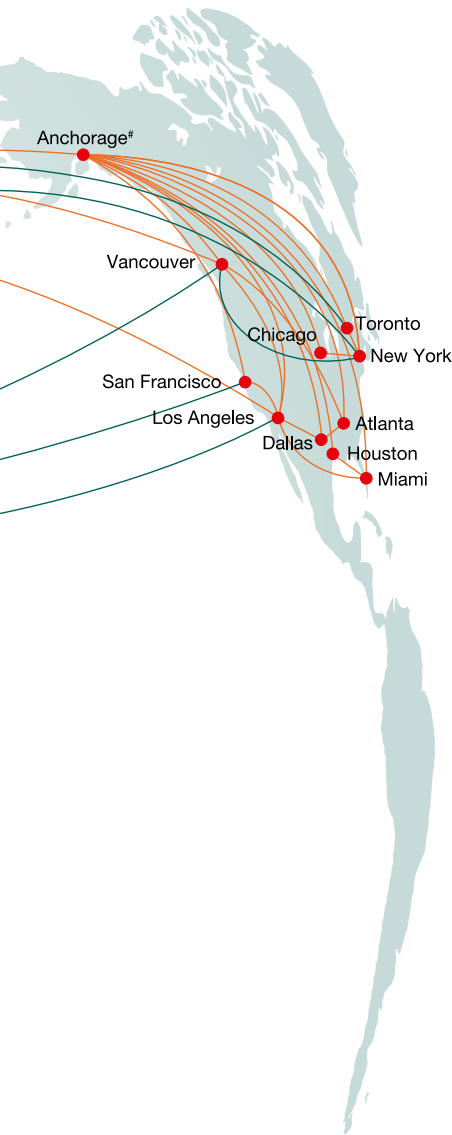 Anchorage#
Vancouver
Toronto
Chicago
New York
San Francisco
Los Angeles
Atlanta
Dallas
Houston
Miami